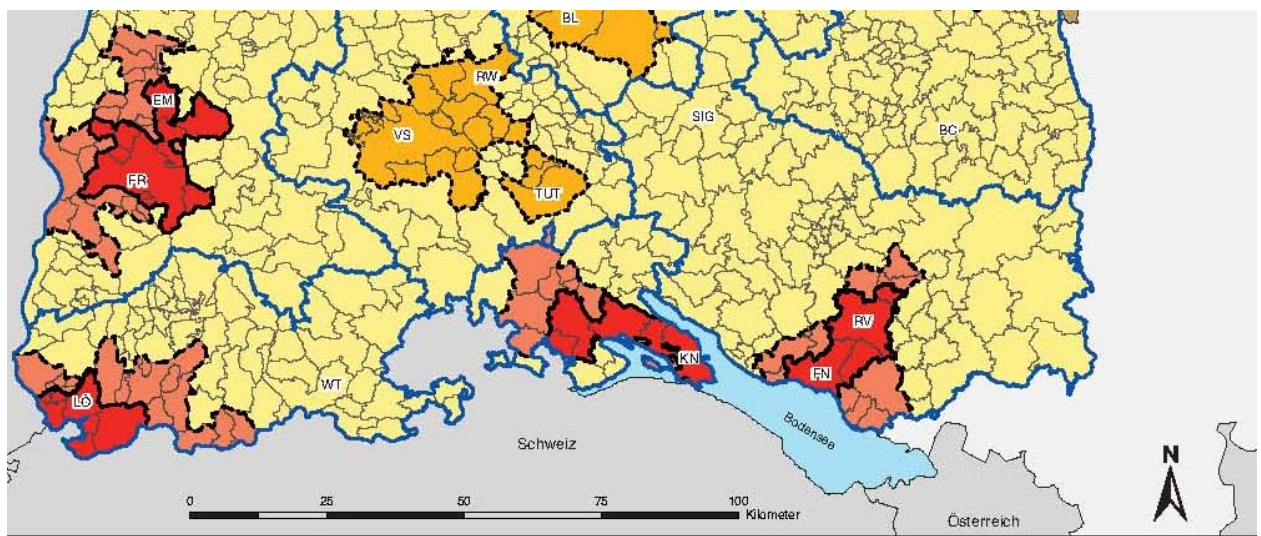 BL
RW
EM
SIG
BC
VS
FR
TUT
RV
KN
FN
WT
LÖ
Bodensee
Schweiz
N
0 25 50 75 100
Kilometer
Österreich